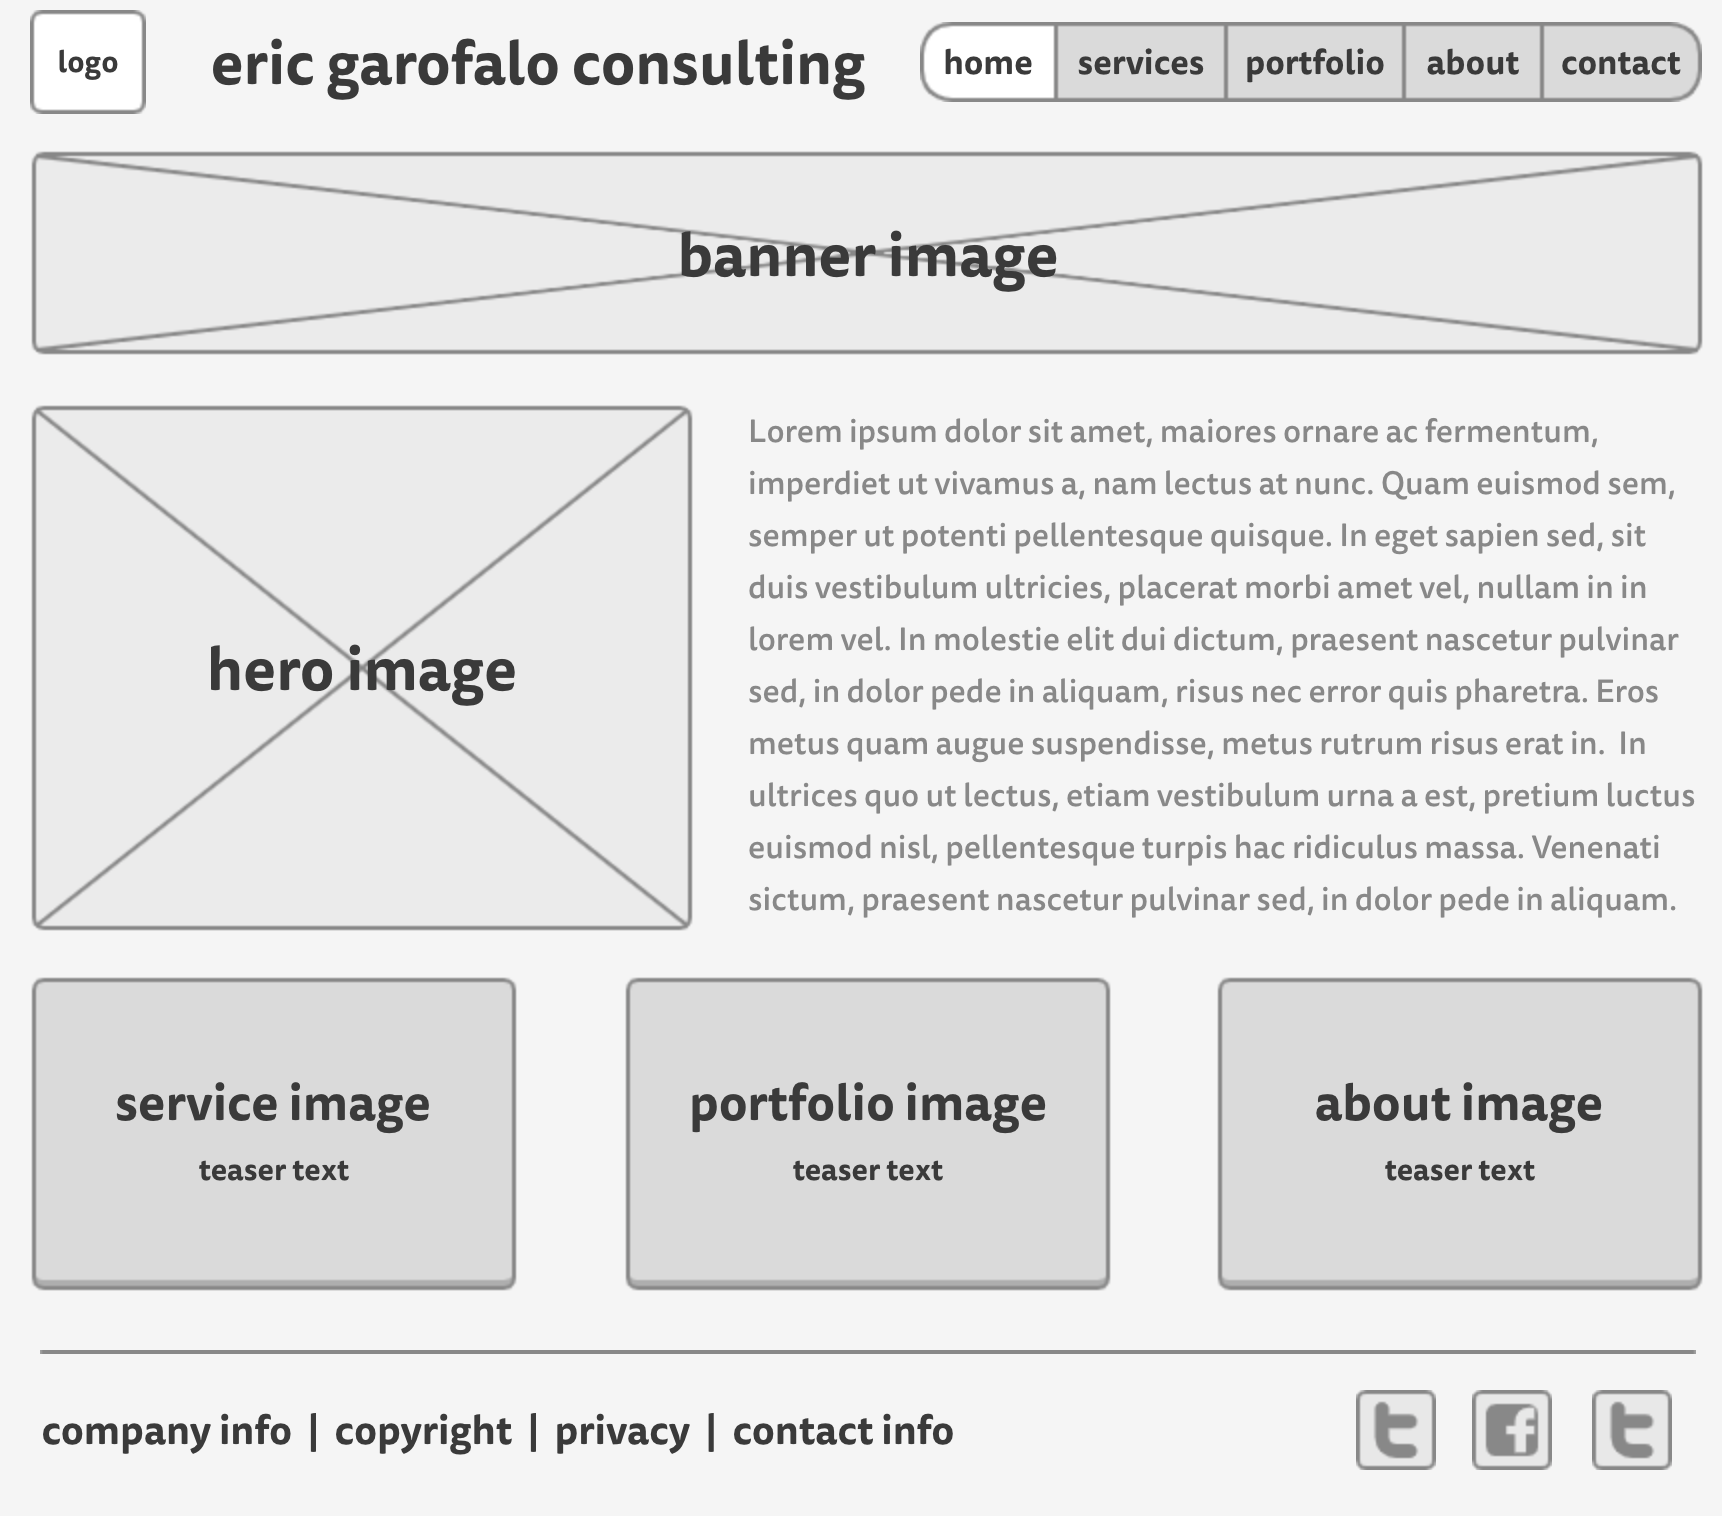 logo
eric garofalo consulting
home services portfolio about contact
banner image
hero image
Lorem ipsum dolor sit amet, maiores ornare ac fermentum,
imperdiet ut vivamus a, nam lectus at nunc. Quam euismod sem,
semper ut potenti pellentesque quisque. In eget sapien sed, sit
duis vestibulum ultricies, placerat morbi amet vel, nullam in in
lorem vel. In molestie elit dui dictum, praesent nascetur pulvinar
sed, in dolor pede in aliquam, risus nec error quis pharetra. Eros
metus quam augue suspendisse, metus rutrum risus erat in.  In
ultrices quo ut lectus, etiam vestibulum urna a est, pretium luctus
euismod nisl, pellentesque turpis hac ridiculus massa. Venenati
sictum, praesent nascetur pulvinar sed, in dolor pede in aliquam.
service image
teaser text
portfolio image
teaser text
about image
teaser text
company info | copyright | privacy | contact info